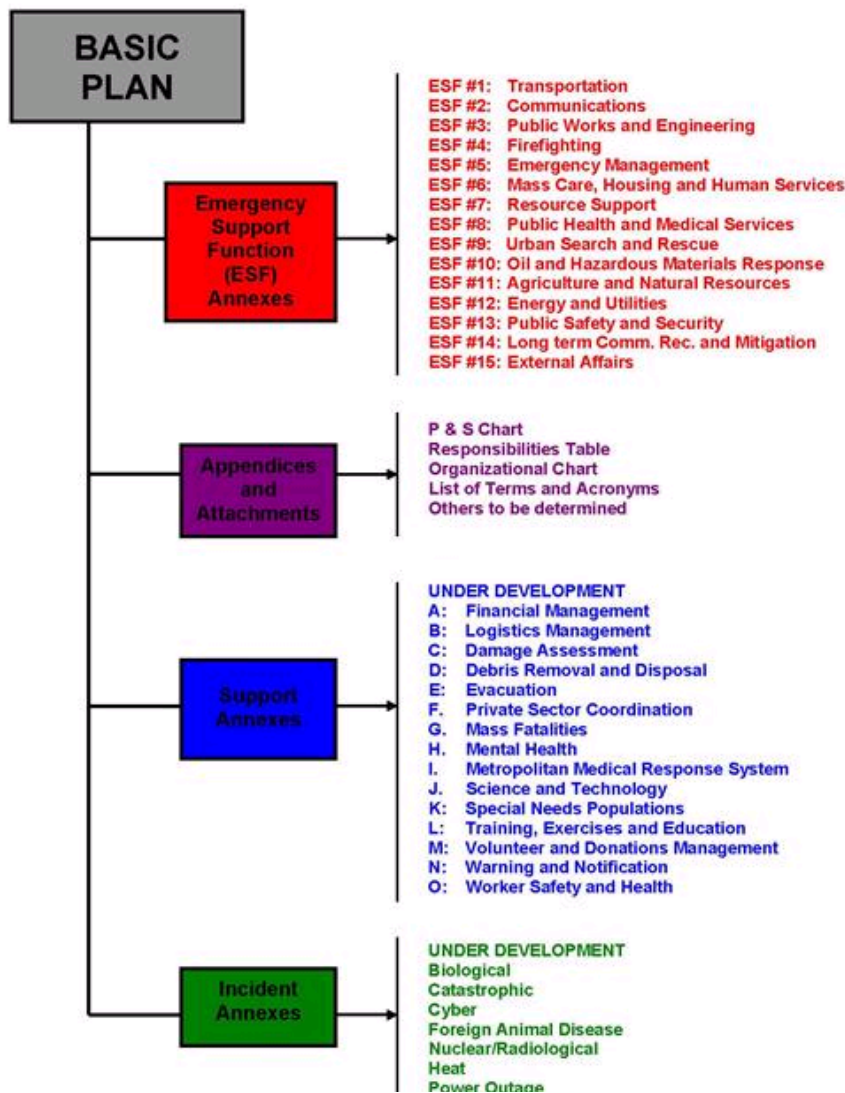 BASIC
PLAN
Emergency
Support
Function
(ESF)
Annexes
ESF #1: Transportation
ESF #2: Communications
ESF #3: Public Works and Engineering
ESF #4: Firefighting
ESF #5: Emergency Management
ESF #6: Mass Care, Housing and Human Services
ESF #7: Resource Support
ESF #8: Public Health and Medical Services
ESF #9: Urban Search and Rescue
ESF #10: Oil and Hazardous Materials Response
ESF #11: Agriculture and Natural Resources
ESF #12: Energy and Utilities
ESF #13: Public Safety and Security
ESF #14: Long term Comm. Rec. and Mitigation
ESF #15: External Affairs
Appendices
and
Attachments
P & S Chart
Responsibilities Table
Organizational Chart
List of Terms and Acronyms
Others to be determined
Support
Annexes
UNDER DEVELOPMENT
A: Financial Management
B: Logistics Management
C: Damage Assessment
D: Debris Removal and Disposal
E: Evacuation
F. Private Sector Coordination
G. Mass Fatalities
H. Mental Health
I. Metropolitan Medical Response System
J. Science and Technology
K: Special Needs Populations
L: Training, Exercises and Education
M: Volunteer and Donations Management
N: Warning and Notification
O: Worker Safety and Health
Incident
Annexes
UNDER DEVELOPMENT
Biological
Catastrophic
Cyber
Foreign Animal Disease
Nuclear/Radiological
Heat
Power Outage